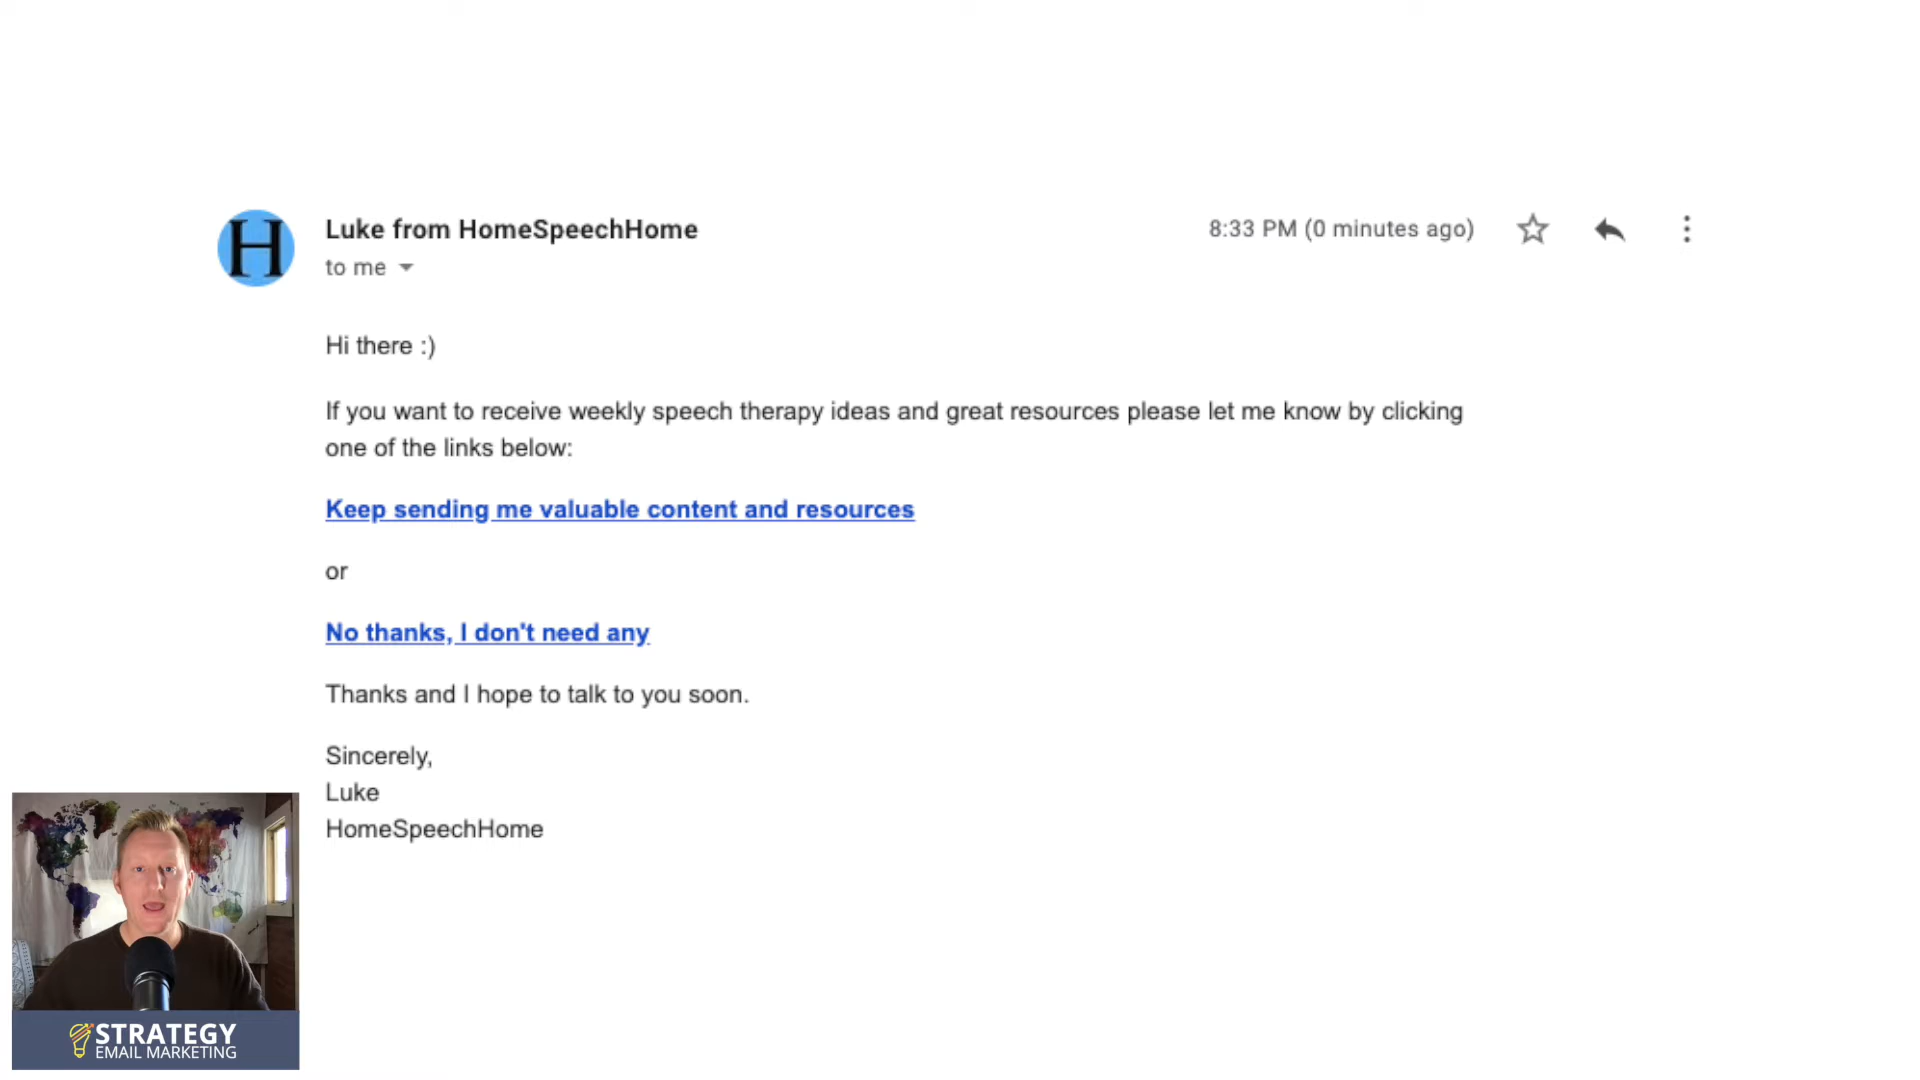 H
Luke from HomeSpeechHome
8:33 PM (0 minutes ago)
to me
Hi there :)
If you want to receive weekly speech therapy ideas and great resources please let me know by clicking
one of the links below:
Keep sending me valuable content and resources
or
No thanks, I don't need any
Thanks and I hope to talk to you soon.
Sincerely,
Luke
HomeSpeechHome
STRATEGY
EMAIL MARKETING